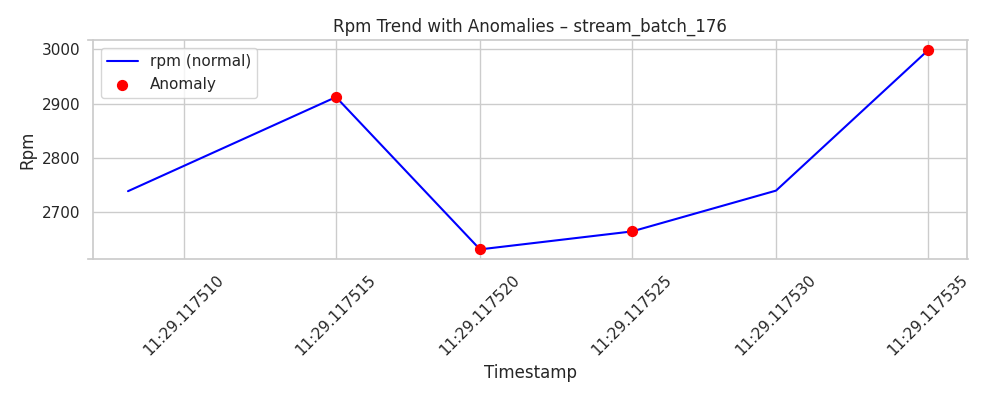 Rpm Trend with Anomalies – stream_batch_176
rpm (normal)
Anomaly
Rpm
3000
2900
2800
2700
11:29.117510
11:29.117515
11:29.117520
11:29.117525
11:29.117530
11:29.117535
Timestamp